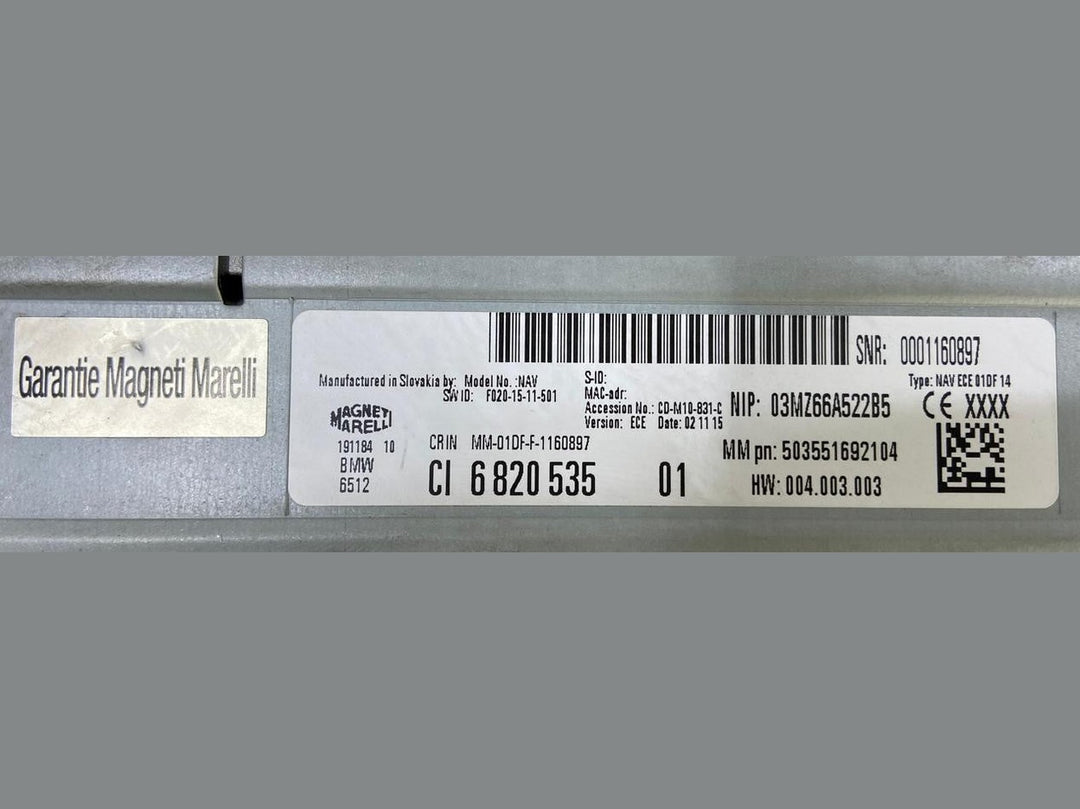 Garantie Magneti Marelli
SNR: 0001160897
Manufactured in Slovakia by: Model No.: NAV
SW ID: F020-15-11-501
S-ID:
MAC-adr:
Accession No.: CD-M10-831-C
Version: ECE Date: 02 11 15
Type: NAV ECE 01DF 14
NIP: 03MZ66A522B5
CE XXXX
MAGNETI
MARELLI
191184 10
BMW
6512
CRIN MM-01DF-F-1160897
CI 6 820 535 01
MM pn: 503551692104
HW: 004.003.003